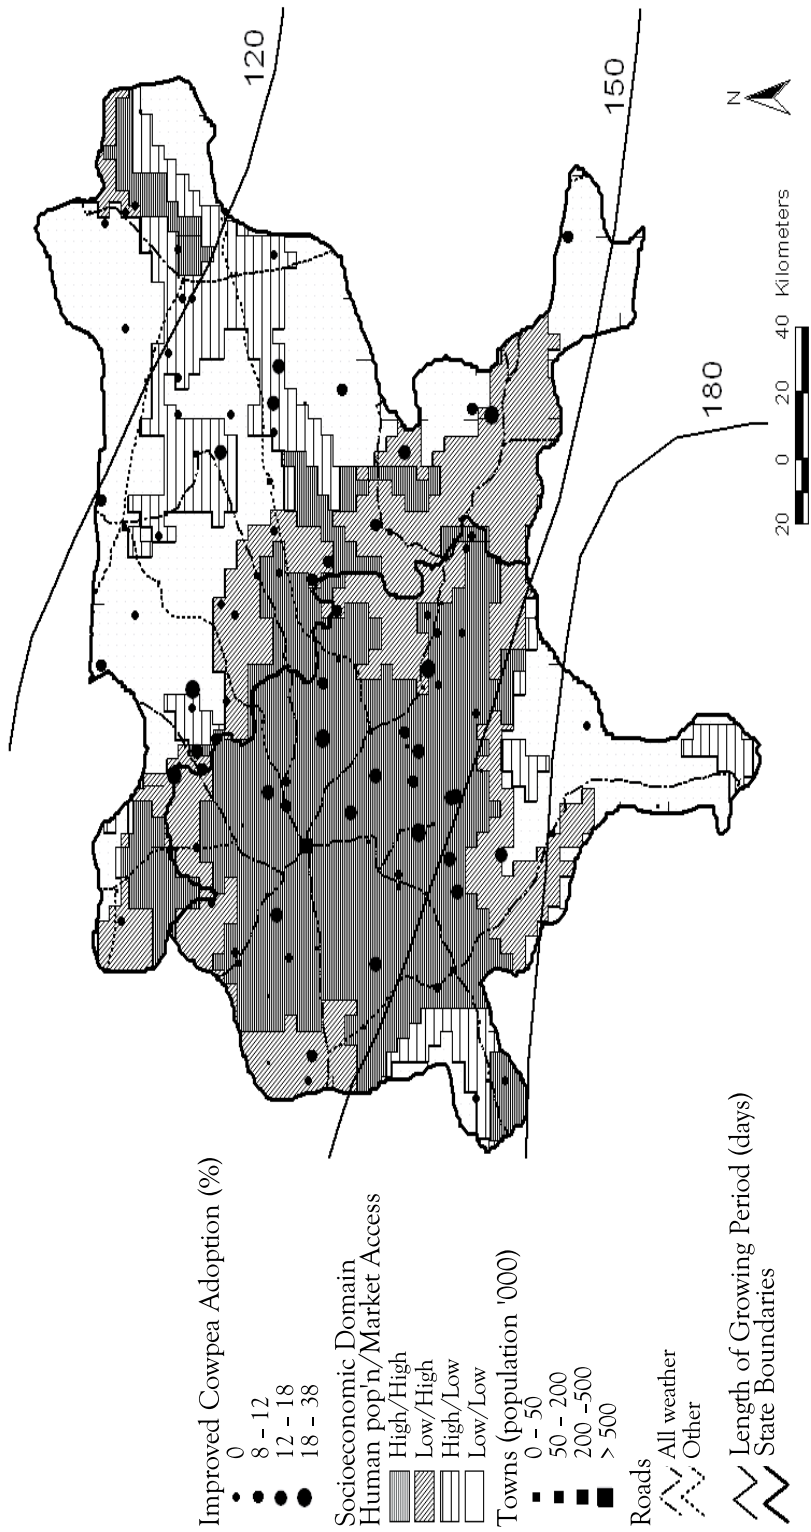 120
150
180
N
20 0 20 40 Kilometers
Improved Cowpea Adoption (%)
0
8 - 12
12 - 18
18 - 38
Socioeconomic Domain
Human pop'n/Market Access
High/High
Low/High
High/Low
Low/Low
Towns (population '000)
0 - 50
50 - 200
200 -500
> 500
Roads
All weather
Other
Length of Growing Period (days)
State Boundaries